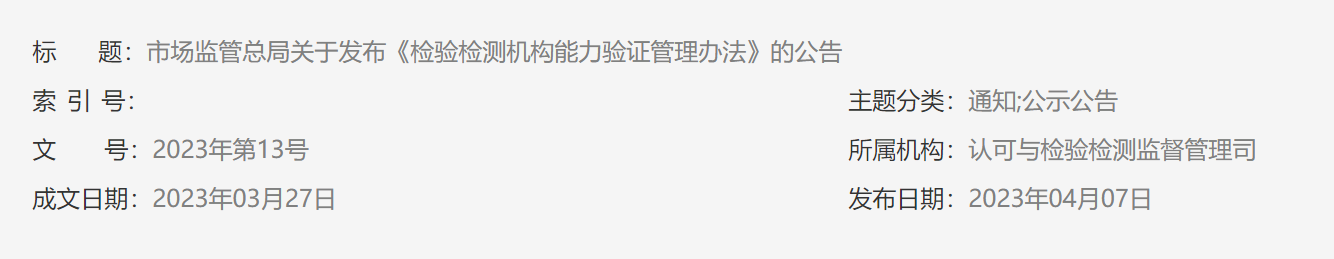 标 题：市场监管总局关于发布《检验检测机构能力验证管理办法》的公告
索 引 号： 主题分类：通知;公示公告
文 号：2023年第13号 所属机构：认可与检验检测监督管理司
成文日期：2023年03月27日 发布日期：2023年04月07日